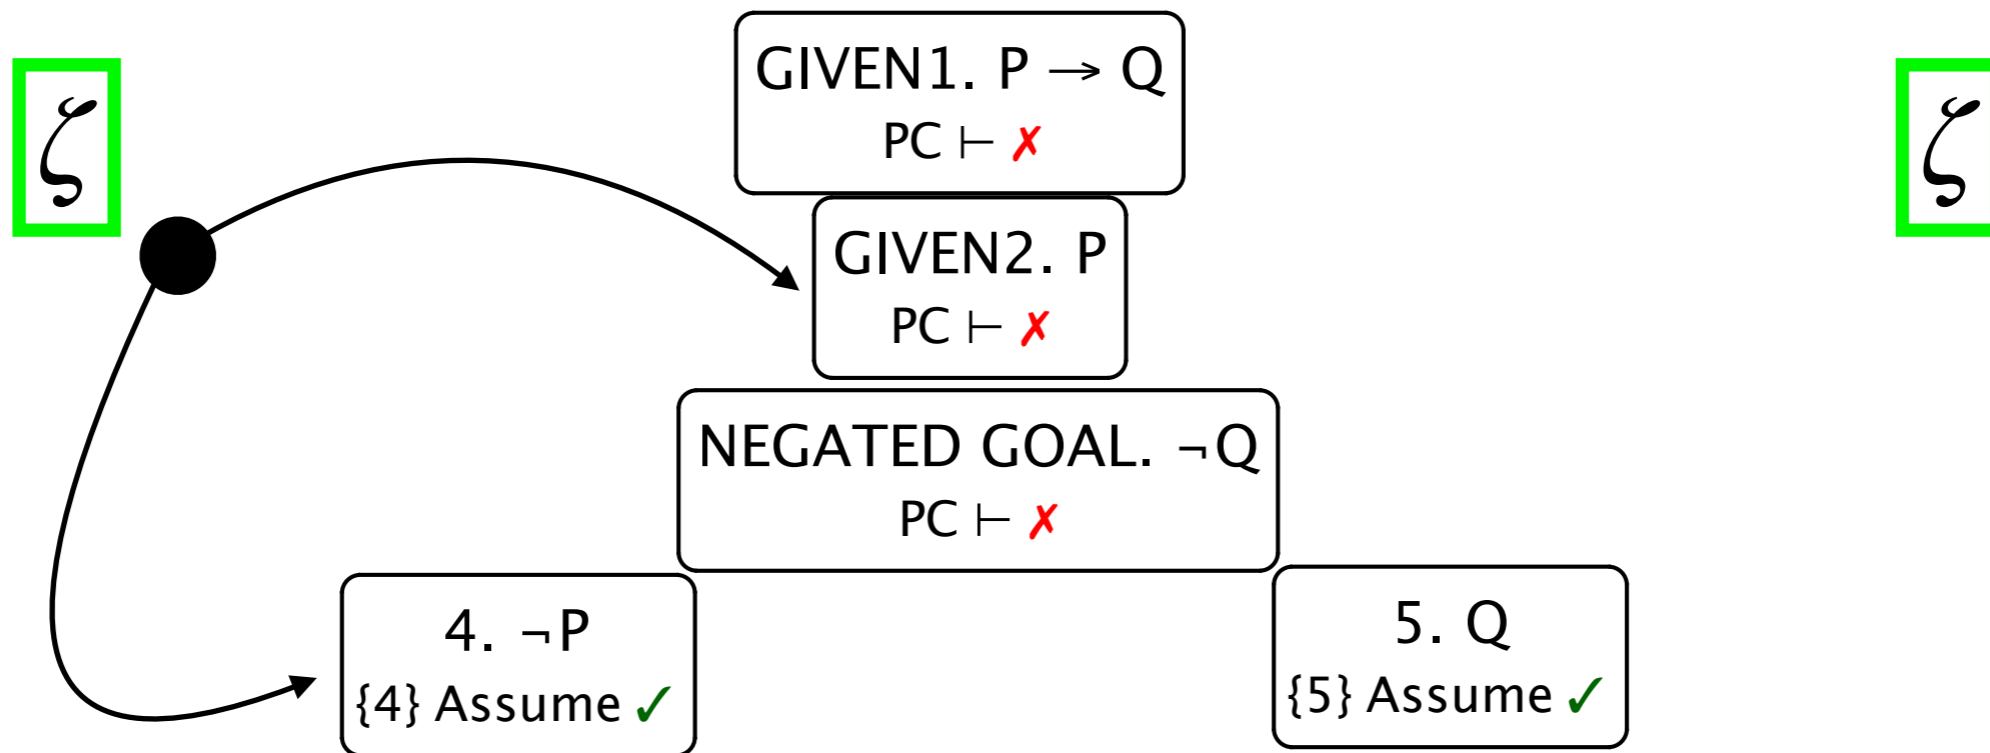 GIVEN1. P → Q
PC ⊢ ✗
ζ
ζ
GIVEN2. P
PC ⊢ ✗
NEGATED GOAL. ¬Q
PC ⊢ ✗
4. ¬P
{4} Assume ✓
5. Q
{5} Assume ✓